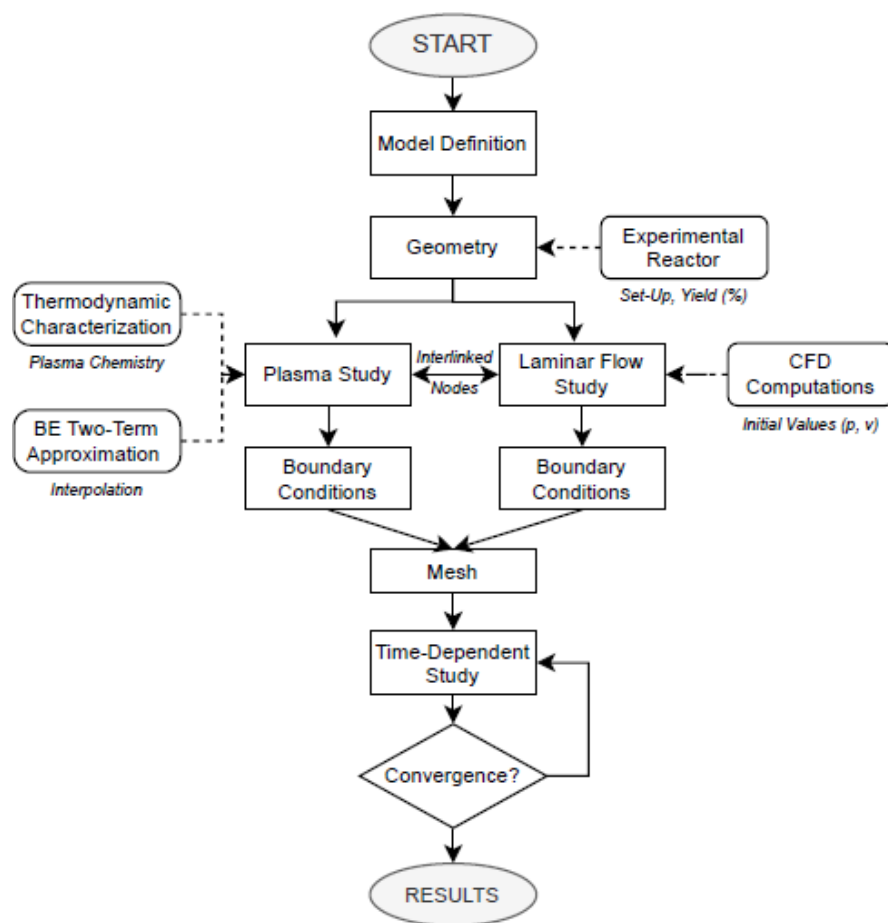 START
Model Definition
Geometry
Experimental
Reactor
Set-Up, Yield (%)
Thermodynamic
Characterization
Plasma Chemistry
BE Two-Term
Approximation
Interpolation
Plasma Study
Interlinked
Nodes
Laminar Flow
Study
CFD
Computations
Initial Values (p, v)
Boundary
Conditions
Boundary
Conditions
Mesh
Time-Dependent
Study
Convergence?
RESULTS